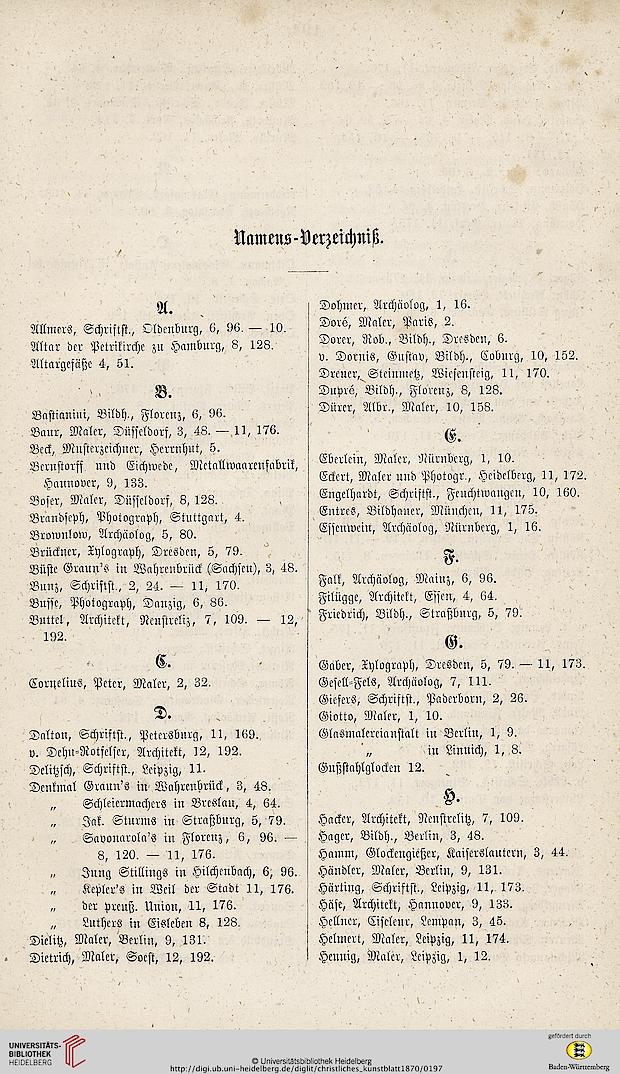 Namens-Verzeichniß.
A.
Allmers, Schriftst., Oldenburg, 6, 96. — 10.
Altar der Petrikirche zu Hamburg, 8, 128.
Altargefäße 4, 51.
B.
Bastianini, Bildh., Florenz, 6, 96.
Baur, Maler, Düsseldorf, 3, 48. — 11, 176.
Beck, Musterzeichner, Herrnhut, 5.
Bernstorff und Eichwede, Metallwaarenfabrik,
Hannover, 9, 133.
Boser, Maler, Düsseldorf, 8, 128.
Brandseph, Photograph, Stuttgart, 4.
Brownlow, Archäolog, 5, 80.
Brückner, Xylograph, Dresden, 5, 79.
Büste Graun's in Wahrenbrück (Sachsen), 3, 48.
Bunz, Schriftst., 2, 24. — 11, 170.
Busse, Photograph, Danzig, 6, 86.
Buttel, Architekt, Neustreliz, 7, 109. — 12,
192.
C.
Cornelius, Peter, Maler, 2, 32.
D.
Dalton, Schriftst., Petersburg, 11, 169.
v. Dehn-Rotfelser, Architekt, 12, 192.
Delitzsch, Schriftst., Leipzig, 11.
Denkmal Graun's in Wahrenbrück, 3, 48.
„ Schleiermachers in Breslau, 4, 64.
„ Jak. Sturms in Straßburg, 5, 79.
„ Savonarola's in Florenz, 6, 96. —
8, 120. — 11, 176.
„ Jung Stillings in Hilchenbach, 6, 96.
„ Kepler's in Weil der Stadt 11, 176.
„ der preuß. Union, 11, 176.
„ Luthers in Eisleben 8, 128.
Dielitz, Maler, Berlin, 9, 131.
Dietrich, Maler, Soest, 12, 192.
Dohmer, Archäolog, 1, 16.
Doré, Maler, Paris, 2.
Dorer, Rob., Bildh., Dresden, 6.
v. Dornis, Gustav, Bildh., Coburg, 10, 152.
Dreuer, Steinmetz, Wiesensteig, 11, 170.
Dupré, Bildh., Florenz, 8, 128.
Dürer, Albr., Maler, 10, 158.
E.
Eberlein, Maler, Nürnberg, 1, 10.
Eckert, Maler und Photogr., Heidelberg, 11, 172.
Engelhardt, Schriftst., Feuchtwangen, 10, 160.
Entres, Bildhauer, München, 11, 175.
Essenwein, Archäolog, Nürnberg, 1, 16.
F.
Falk, Archäolog, Mainz, 6, 96.
Filügge, Architekt, Essen, 4, 64.
Friedrich, Bildh., Straßburg, 5, 79.
G.
Gaber, Xylograph, Dresden, 5, 79. — 11, 173.
Gesell-Fels, Archäolog, 7, 111.
Giefers, Schriftst., Paderborn, 2, 26.
Giotto, Maler, 1, 10.
Glasmalereianstalt in Berlin, 1, 9.
„ in Linnich, 1, 8.
Gußstahlglocken 12.
H.
Hacker, Architekt, Neustrelitz, 7, 109.
Hager, Bildh., Berlin, 3, 48.
Hamm, Glockengießer, Kaiserslautern, 3, 44.
Händler, Maler, Berlin, 9, 131.
Härting, Schriftst., Leipzig, 11, 173.
Häse, Architekt, Hannover, 9, 133.
Hellner, Ciseleur, Kempan, 3, 45.
Helmert, Maler, Leipzig, 11, 174.
Hennig, Maler, Leipzig, 1, 12.
UNIVERSITÄTS-
BIBLIOTHEK
HEIDELBERG
© Universitätsbibliothek Heidelberg
http://digi.ub.uni-heidelberg.de/diglit/christliches_kunstblatt1870/0197
gefördert durch
Baden-Württemberg